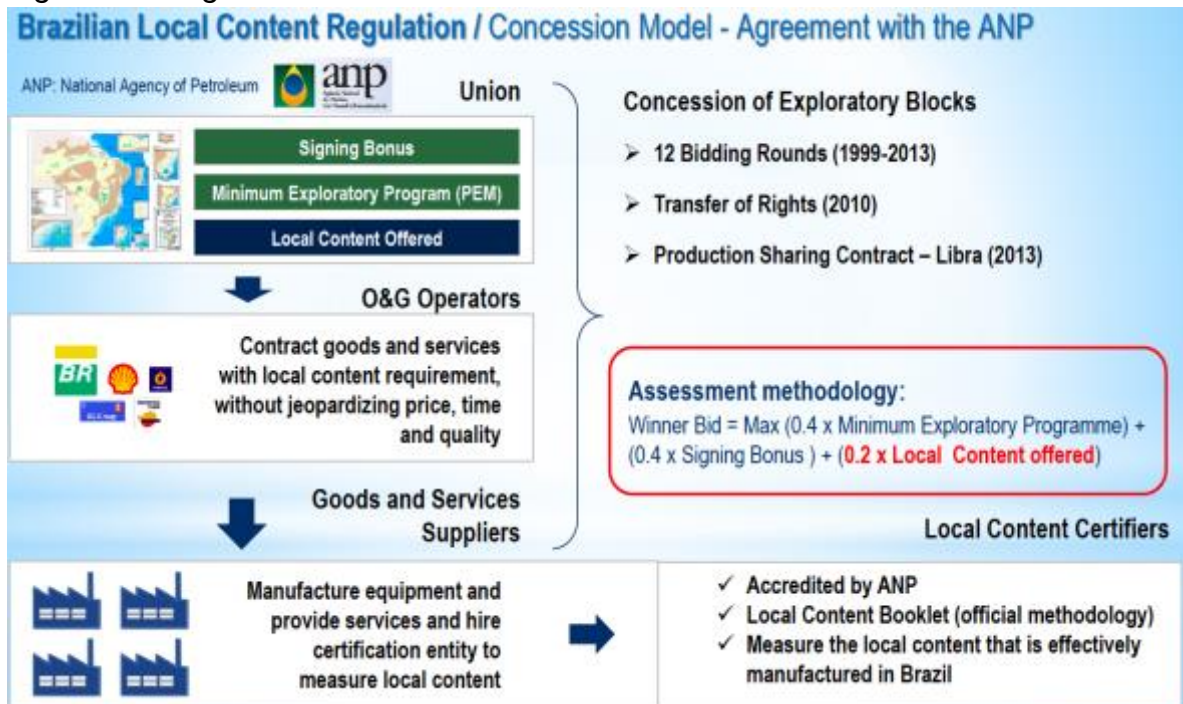 Brazilian Local Content Regulation / Concession Model - Agreement with the ANP
ANP: National Agency of Petroleum
anp
Union
Signing Bonus
Minimum Exploratory Program (PEM)
Local Content Offered
O&G Operators
BR
Contract goods and services
with local content requirement,
without jeopardizing price, time
and quality
Goods and Services
Suppliers
Manufacture equipment and
provide services and hire
certification entity to
measure local content
Concession of Exploratory Blocks
➢ 12 Bidding Rounds (1999-2013)
➢ Transfer of Rights (2010)
➢ Production Sharing Contract – Libra (2013)
Assessment methodology:
Winner Bid = Max (0.4 x Minimum Exploratory Programme) +
(0.4 x Signing Bonus ) + (0.2 x Local Content offered)
Local Content Certifiers
✓ Accredited by ANP
✓ Local Content Booklet (official methodology)
✓ Measure the local content that is effectively
manufactured in Brazil